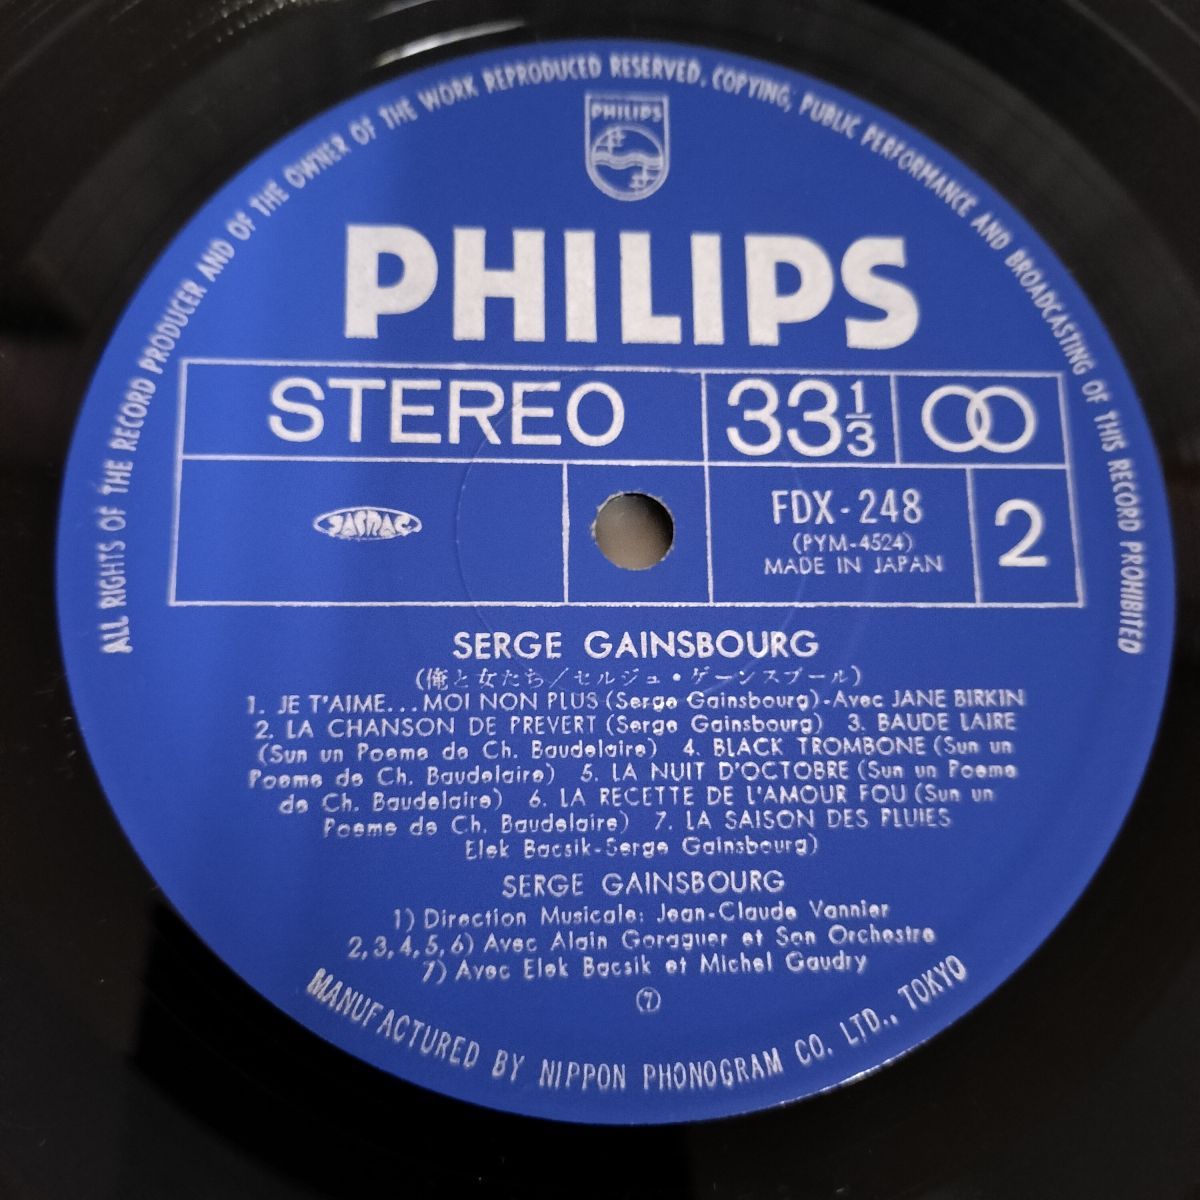 ALL RIGHTS OF THE RECORD PRODUCER AND OF THE OWNER OF THE WORK REPRODUCED RESERVED. COPYING, PUBLIC PERFORMANCE AND BROADCASTING OF THIS RECORD PROHIBITED
PHILIPS
PHILIPS
STEREO 33 1/3
JASRAC
FDX-248
(PYM-4524)
MADE IN JAPAN
2
SERGE GAINSBOURG
(俺と女たち/セルジュ・ゲーンスブール)
1. JE T'AIME... MOI NON PLUS (Serge Gainsbourg)-Avec JANE BIRKIN
2. LA CHANSON DE PREVERT (Serge Gainsbourg) 3. BAUDE LAIRE
(Sun un Poeme de Ch. Baudelaire) 4. BLACK TROMBONE (Sun un
Poeme de Ch. Baudelaire) 5. LA NUIT D'OCTOBRE (Sun un Poeme
de Ch. Baudelaire) 6. LA RECETTE DE L'AMOUR FOU (Sun un
Poeme de Ch. Baudelaire) 7. LA SAISON DES PLUIES
Elek Bacsik-Serge Gainsbourg)
SERGE GAINSBOURG
1) Direction Musicale: Jean-Claude Vannier
2,3,4,5,6) Avec Alain Goraguer et Son Orchestre
7) Avec Elek Bacsik et Michel Gaudry
⑦
MANUFACTURED BY NIPPON PHONOGRAM CO. LTD., TOKYO